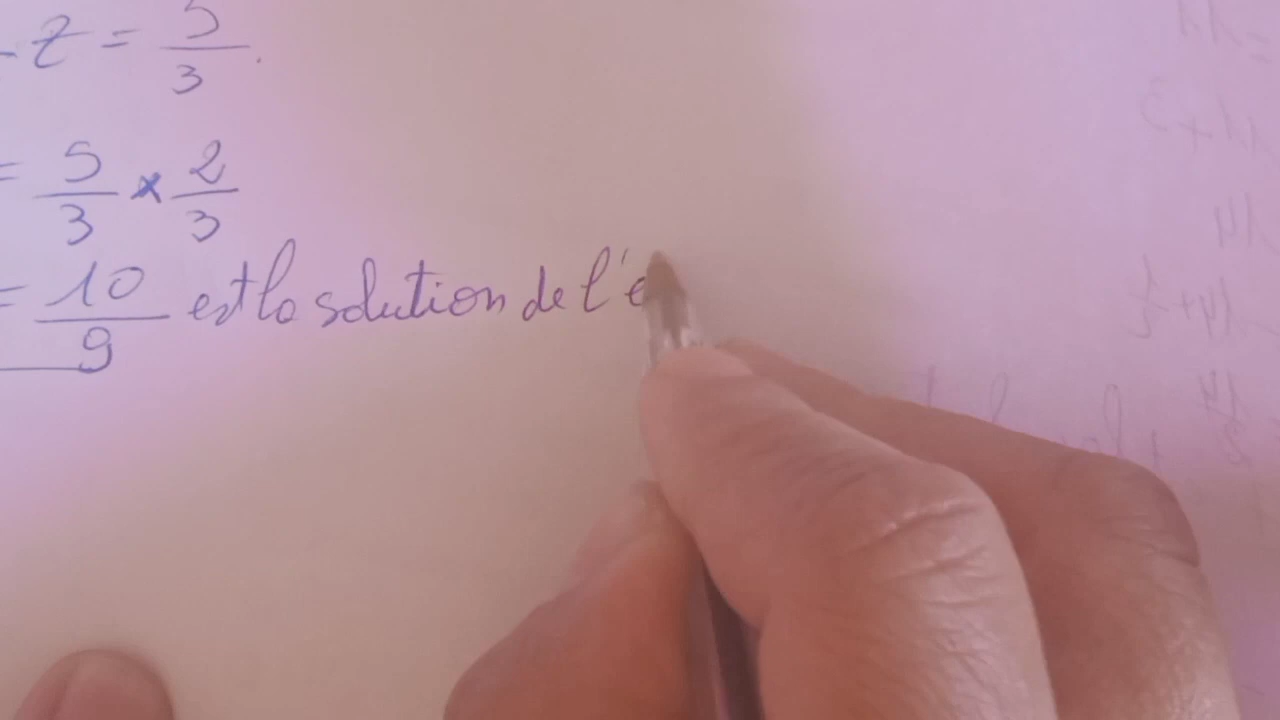 z = 5/3.
= 5/3 × 2/3
= 10/9 est la solution de l'é